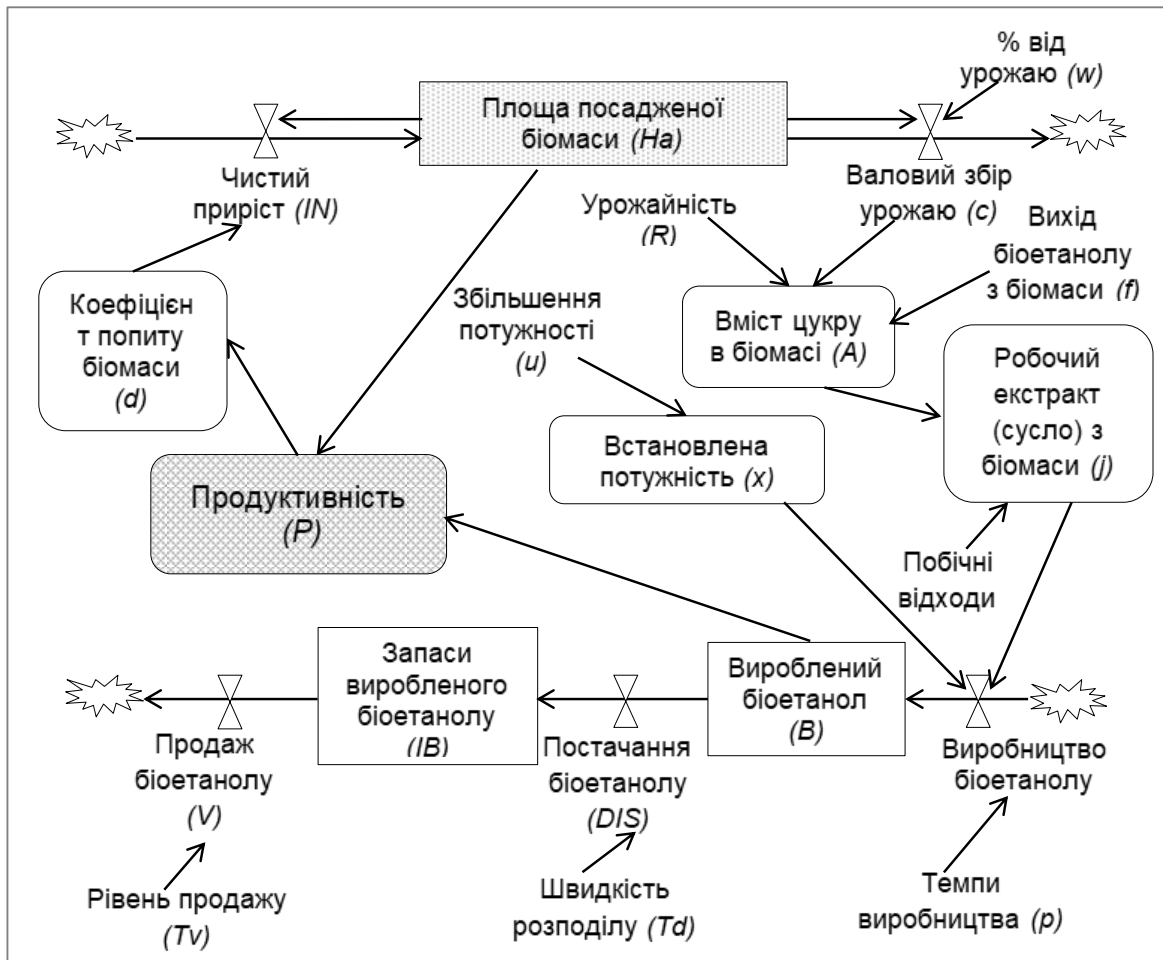 % від
урожаю (w)
Площа посадженої
біомаси (Ha)
Чистий
приріст (IN)
Валовий збір
урожаю (c)
Урожайність
(R)
Вихід
біоетанолу
з біомаси (f)
Коефіцієн
т попиту
біомаси
(d)
Збільшення
потужності
(u)
Вміст цукру
в біомасі (A)
Робочий
екстракт
(сусло) з
біомаси (j)
Встановлена
потужність (x)
Продуктивність
(P)
Побічні
відходи
Запаси
виробленого
біоетанолу
(IB)
Вироблений
біоетанол
(B)
Продаж
біоетанолу
(V)
Постачання
біоетанолу
(DIS)
Виробництво
біоетанолу
Рівень продажу
(Tv)
Швидкість
розподілу (Td)
Темпи
виробництва (p)